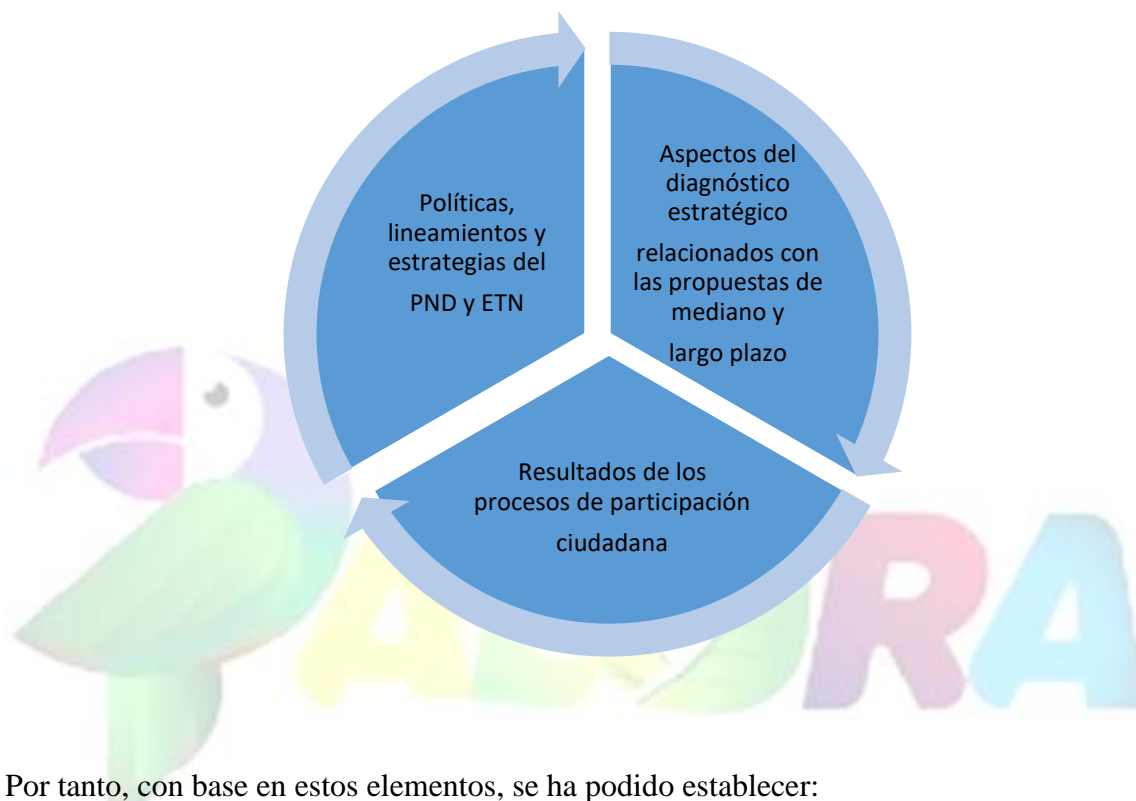 Políticas,
lineamientos y
estrategias del
PND y ETN
Aspectos del
diagnóstico
estratégico
relacionados con
las propuestas de
mediano y
largo plazo
Resultados de los
procesos de participación
ciudadana
Por tanto, con base en estos elementos, se ha podido establecer: